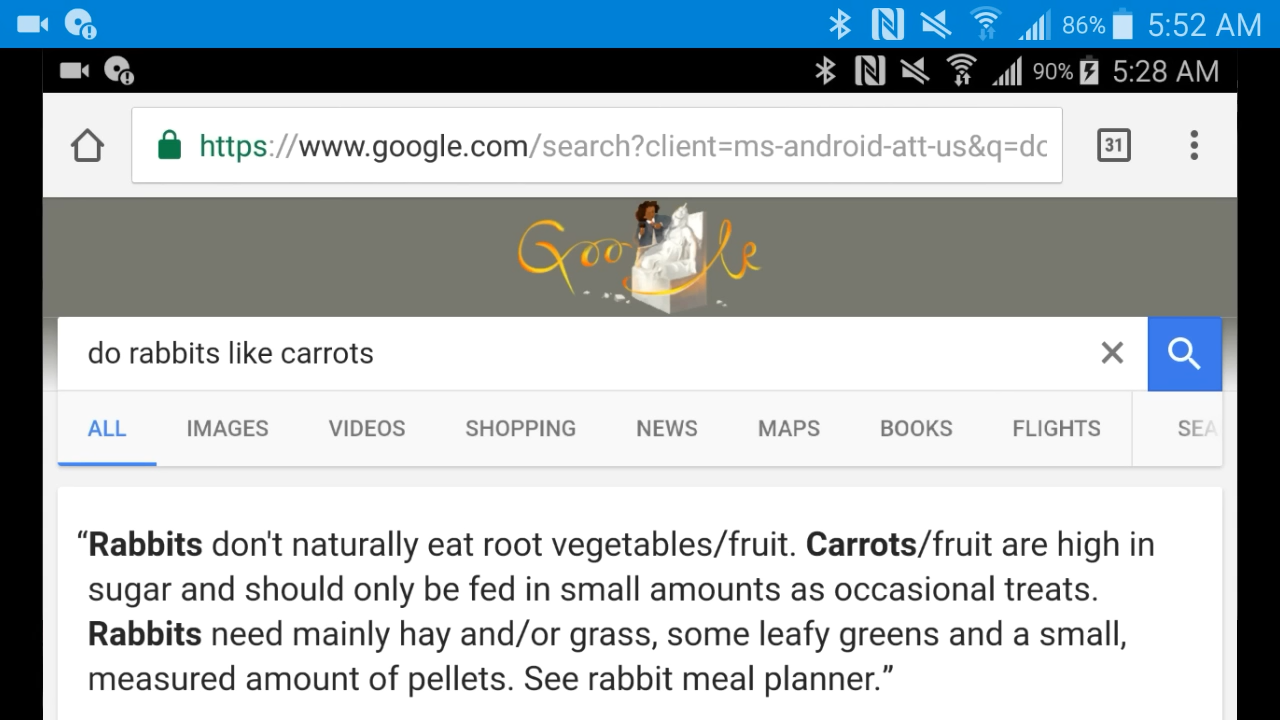 86% 5:52 AM
90% 5:28 AM
https://www.google.com/search?client=ms-android-att-us&q=do
31
Google
do rabbits like carrots
ALL IMAGES VIDEOS SHOPPING NEWS MAPS BOOKS FLIGHTS SEA
“Rabbits don't naturally eat root vegetables/fruit. Carrots/fruit are high in
sugar and should only be fed in small amounts as occasional treats.
Rabbits need mainly hay and/or grass, some leafy greens and a small,
measured amount of pellets. See rabbit meal planner.”